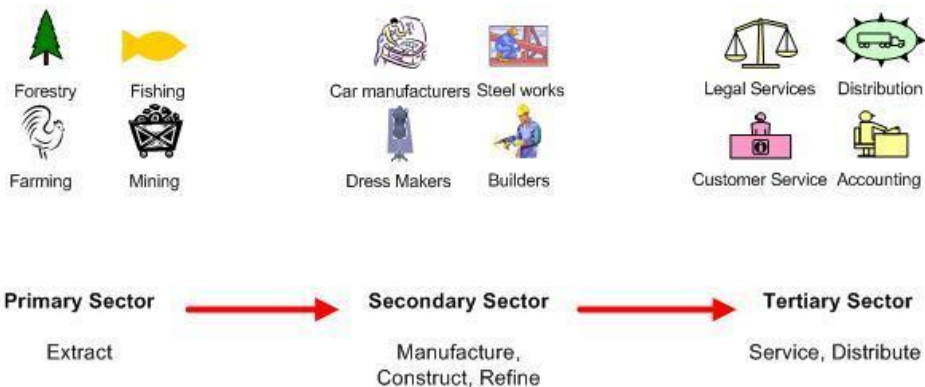 Forestry Fishing Car manufacturers Steel works Legal Services Distribution
Farming Mining Dress Makers Builders Customer Service Accounting
Primary Sector Secondary Sector Tertiary Sector
Extract Manufacture, Service, Distribute
Construct, Refine